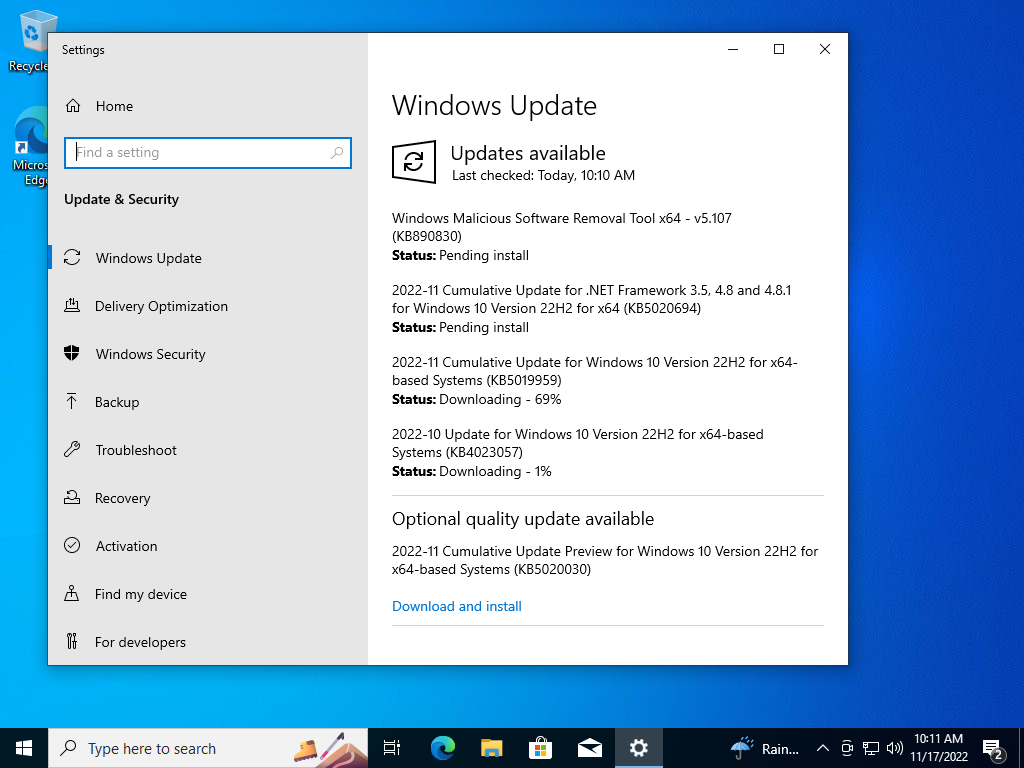 Recycle
Micros
Edge
Settings
Home
Find a setting
Update & Security
Windows Update
Delivery Optimization
Windows Security
Backup
Troubleshoot
Recovery
Activation
Find my device
For developers
Windows Update
Updates available
Last checked: Today, 10:10 AM
Windows Malicious Software Removal Tool x64 - v5.107
(KB890830)
Status: Pending install
2022-11 Cumulative Update for .NET Framework 3.5, 4.8 and 4.8.1
for Windows 10 Version 22H2 for x64 (KB5020694)
Status: Pending install
2022-11 Cumulative Update for Windows 10 Version 22H2 for x64-
based Systems (KB5019959)
Status: Downloading - 69%
2022-10 Update for Windows 10 Version 22H2 for x64-based
Systems (KB4023057)
Status: Downloading - 1%
Optional quality update available
2022-11 Cumulative Update Preview for Windows 10 Version 22H2 for
x64-based Systems (KB5020030)
Download and install
Type here to search
Rain...
10:11 AM
11/17/2022
2